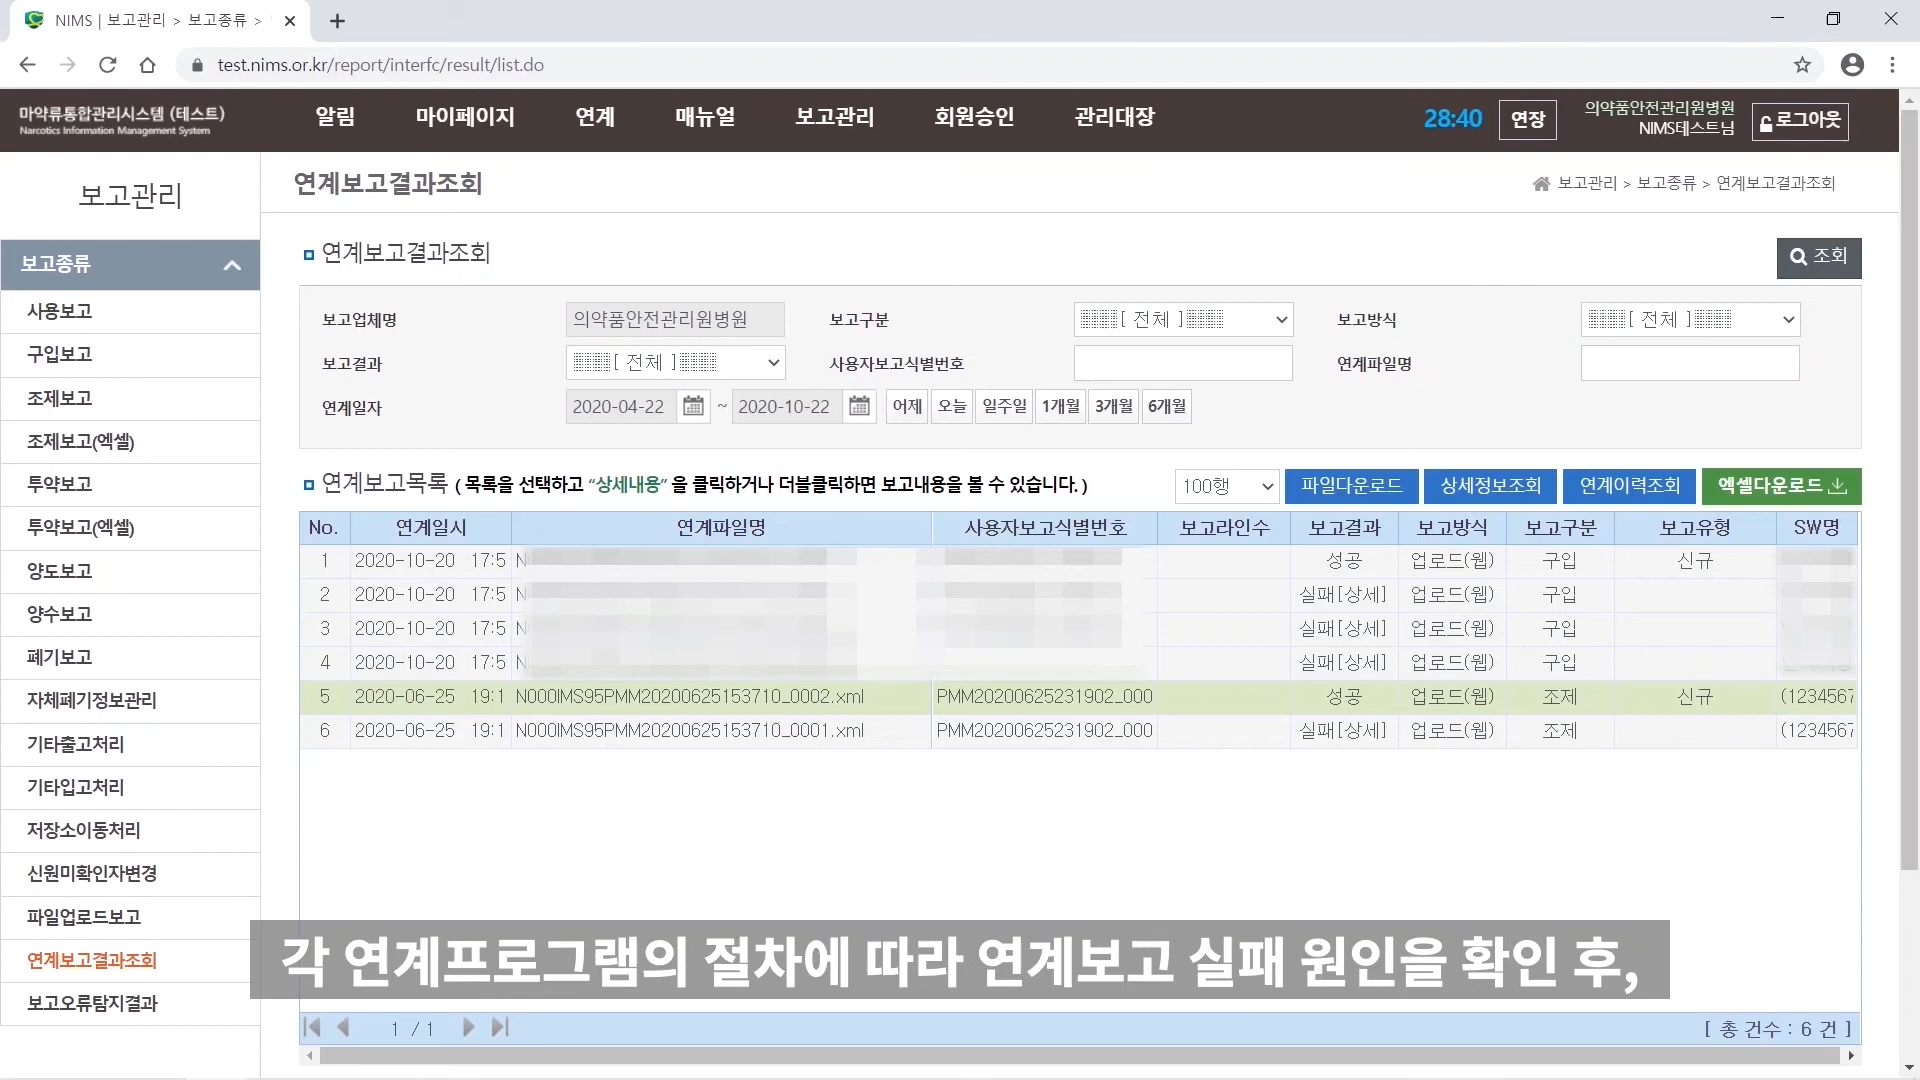 NIMS | 보고관리 > 보고종류 >
test.nims.or.kr/report/interfc/result/list.do
마약류통합관리시스템 (테스트)
Narcotics Information Management System
알림 마이페이지 연계 매뉴얼 보고관리 회원승인 관리대장
28:40 연장
의약품안전관리원병원
NIMS테스트님
로그아웃
보고관리
보고종류
사용보고
구입보고
조제보고
조제보고(엑셀)
투약보고
투약보고(엑셀)
양도보고
양수보고
폐기보고
자체폐기정보관리
기타출고처리
기타입고처리
저장소이동처리
신원미확인자변경
파일업로드보고
연계보고결과조회
보고오류탐지결과
연계보고결과조회
보고관리 > 보고종류 > 연계보고결과조회
연계보고결과조회
조회
보고업체명 의약품안전관리원병원 보고구분 [ 전체 ] 보고방식 [ 전체 ]
보고결과 [ 전체 ] 사용자보고식별번호 연계파일명
연계일자 2020-04-22 ~ 2020-10-22 어제 오늘 일주일 1개월 3개월 6개월
연계보고목록 ( 목록을 선택하고 “상세내용” 을 클릭하거나 더블클릭하면 보고내용을 볼 수 있습니다. )
100행 파일다운로드 상세정보조회 연계이력조회 엑셀다운로드
No. 연계일시 연계파일명 사용자보고식별번호 보고라인수 보고결과 보고방식 보고구분 보고유형 SW명
1 2020-10-20 17:5 N 성공 업로드(웹) 구입 신규
2 2020-10-20 17:5 N 실패[상세] 업로드(웹) 구입
3 2020-10-20 17:5 N 실패[상세] 업로드(웹) 구입
4 2020-10-20 17:5 N 실패[상세] 업로드(웹) 구입
5 2020-06-25 19:1 N000IMS95PMM20200625153710_0002.xml PMM20200625231902_000 성공 업로드(웹) 조제 신규 (1234567
6 2020-06-25 19:1 N000IMS95PMM20200625153710_0001.xml PMM20200625231902_000 실패[상세] 업로드(웹) 조제 (1234567
각 연계프로그램의 절차에 따라 연계보고 실패 원인을 확인 후,
1 / 1
[ 총 건수 : 6 건 ]